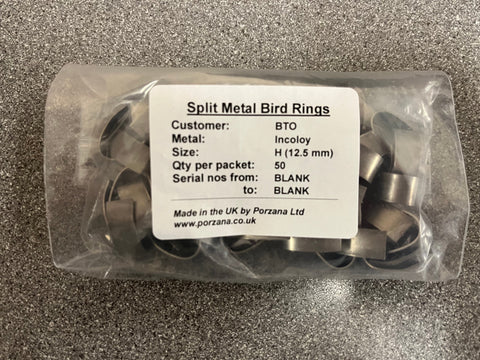 Split Metal Bird Rings
Customer: BTO
Metal: Incoloy
Size: H (12.5 mm)
Qty per packet: 50
Serial nos from: BLANK
to: BLANK
Made in the UK by Porzana Ltd
www.porzana.co.uk